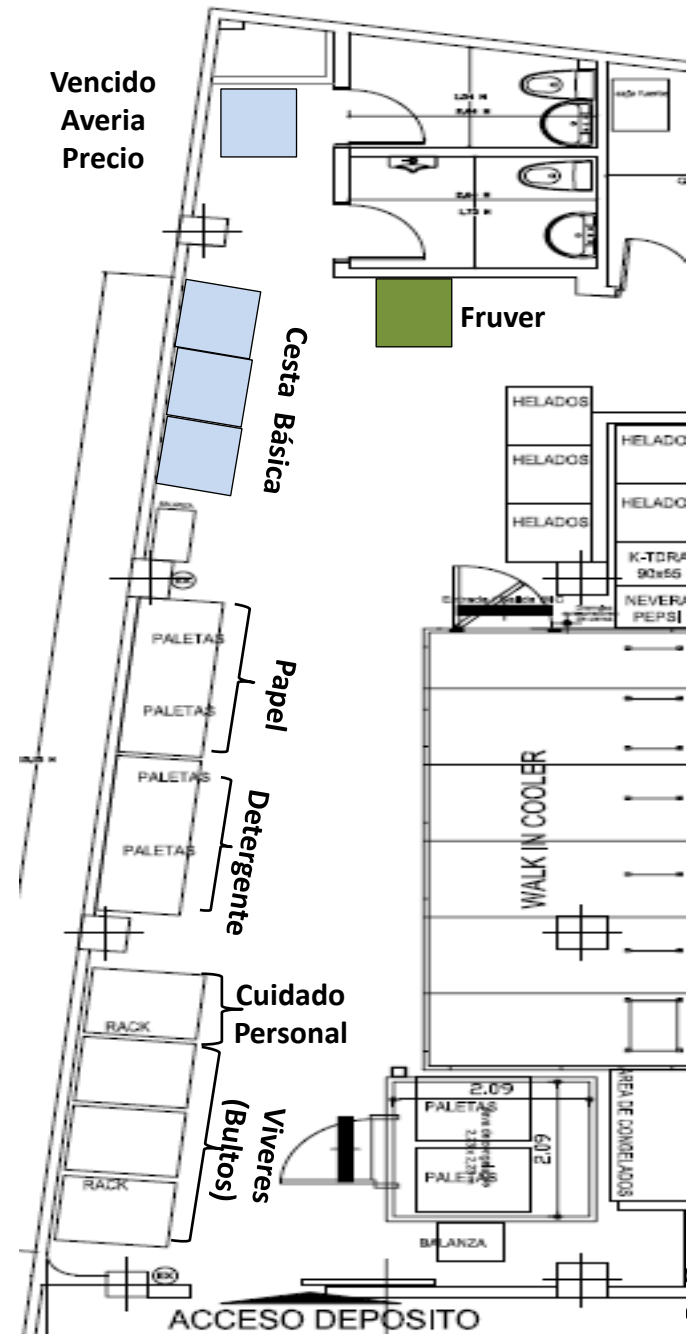 Vencido
Averia
Precio
Cesta Básica
Fruver
HELADOS
HELADOS
HELADOS
HELADO
HELADO
K-TDRA
90x65
NEVERA
PEPSI
PALETAS
PALETAS
Papel
PALETAS
PALETAS
Detergente
WALK IN COOLER
Cuidado
Personal
RACK
RACK
Viveres
(Bultos)
2.09
2.09
PALETAS
PALETAS
AREA DE CONGELADOS
BALANZA
ACCESO DEPOSITO